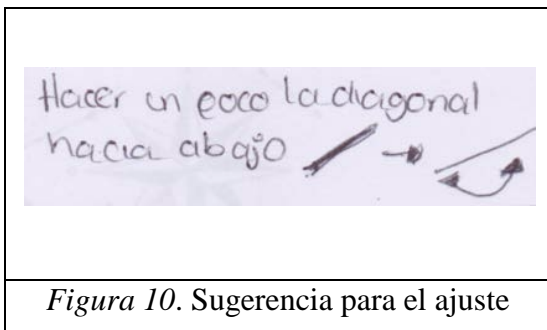 Hacer un poco la diagonal
hacia abajo
Figura 10. Sugerencia para el ajuste